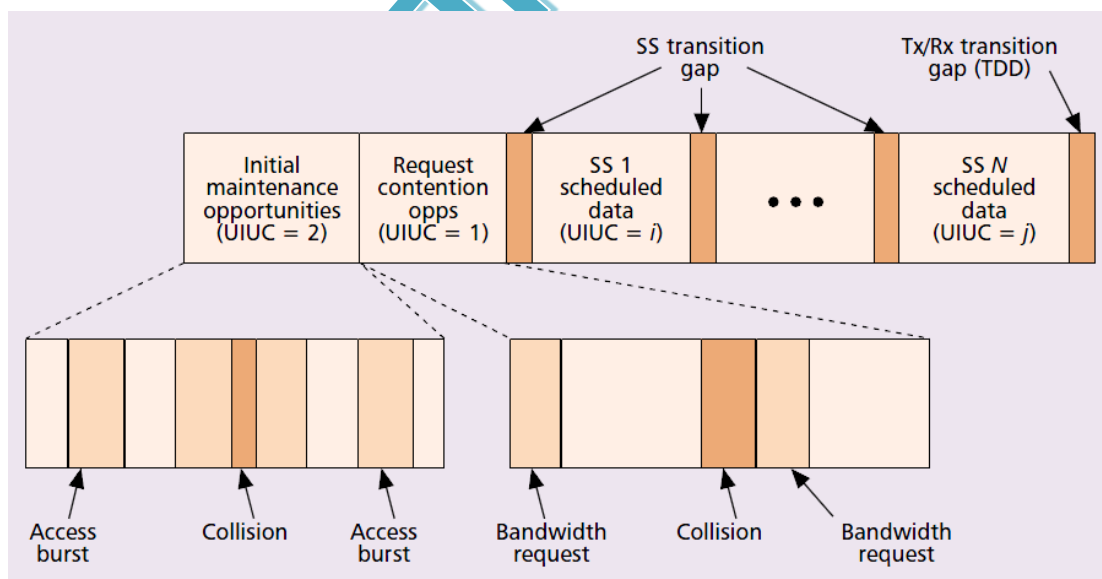 SS transition
gap
Tx/Rx transition
gap (TDD)
Initial
maintenance
opportunities
(UIUC = 2)
Request
contention
opps
(UIUC = 1)
SS 1
scheduled
data
(UIUC = i)
•••
SS N
scheduled
data
(UIUC = j)
Access
burst
Collision
Access
burst
Bandwidth
request
Collision
Bandwidth
request